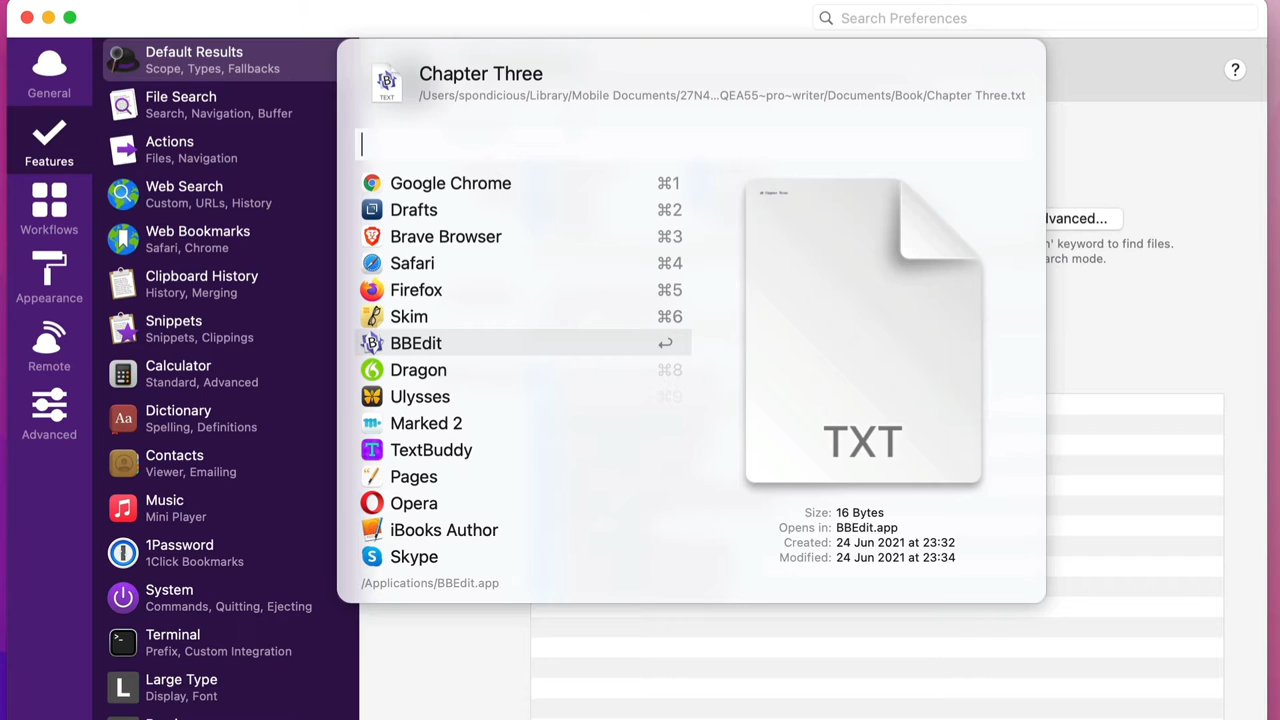 Search Preferences
General
Features
Workflows
Appearance
Remote
Advanced
Default Results
Scope, Types, Fallbacks
File Search
Search, Navigation, Buffer
Actions
Files, Navigation
Web Search
Custom, URLs, History
Web Bookmarks
Safari, Chrome
Clipboard History
History, Merging
Snippets
Snippets, Clippings
Calculator
Standard, Advanced
Aa
Dictionary
Spelling, Definitions
Contacts
Viewer, Emailing
Music
Mini Player
1Password
1Click Bookmarks
System
Commands, Quitting, Ejecting
Terminal
Prefix, Custom Integration
L
Large Type
Display, Font
TEXT
Chapter Three
/Users/spondicious/Library/Mobile Documents/27N4...QEA55~pro~writer/Documents/Book/Chapter Three.txt
Google Chrome ⌘1
Drafts ⌘2
Brave Browser ⌘3
Safari ⌘4
Firefox ⌘5
Skim ⌘6
BBEdit ↩
Dragon ⌘8
Ulysses ⌘9
Marked 2
TextBuddy
Pages
Opera
iBooks Author
Skype
/Applications/BBEdit.app
# Chapter Three
TXT
Size: 16 Bytes
Opens in: BBEdit.app
Created: 24 Jun 2021 at 23:32
Modified: 24 Jun 2021 at 23:34
?
dvanced...
' keyword to find files.
arch mode.